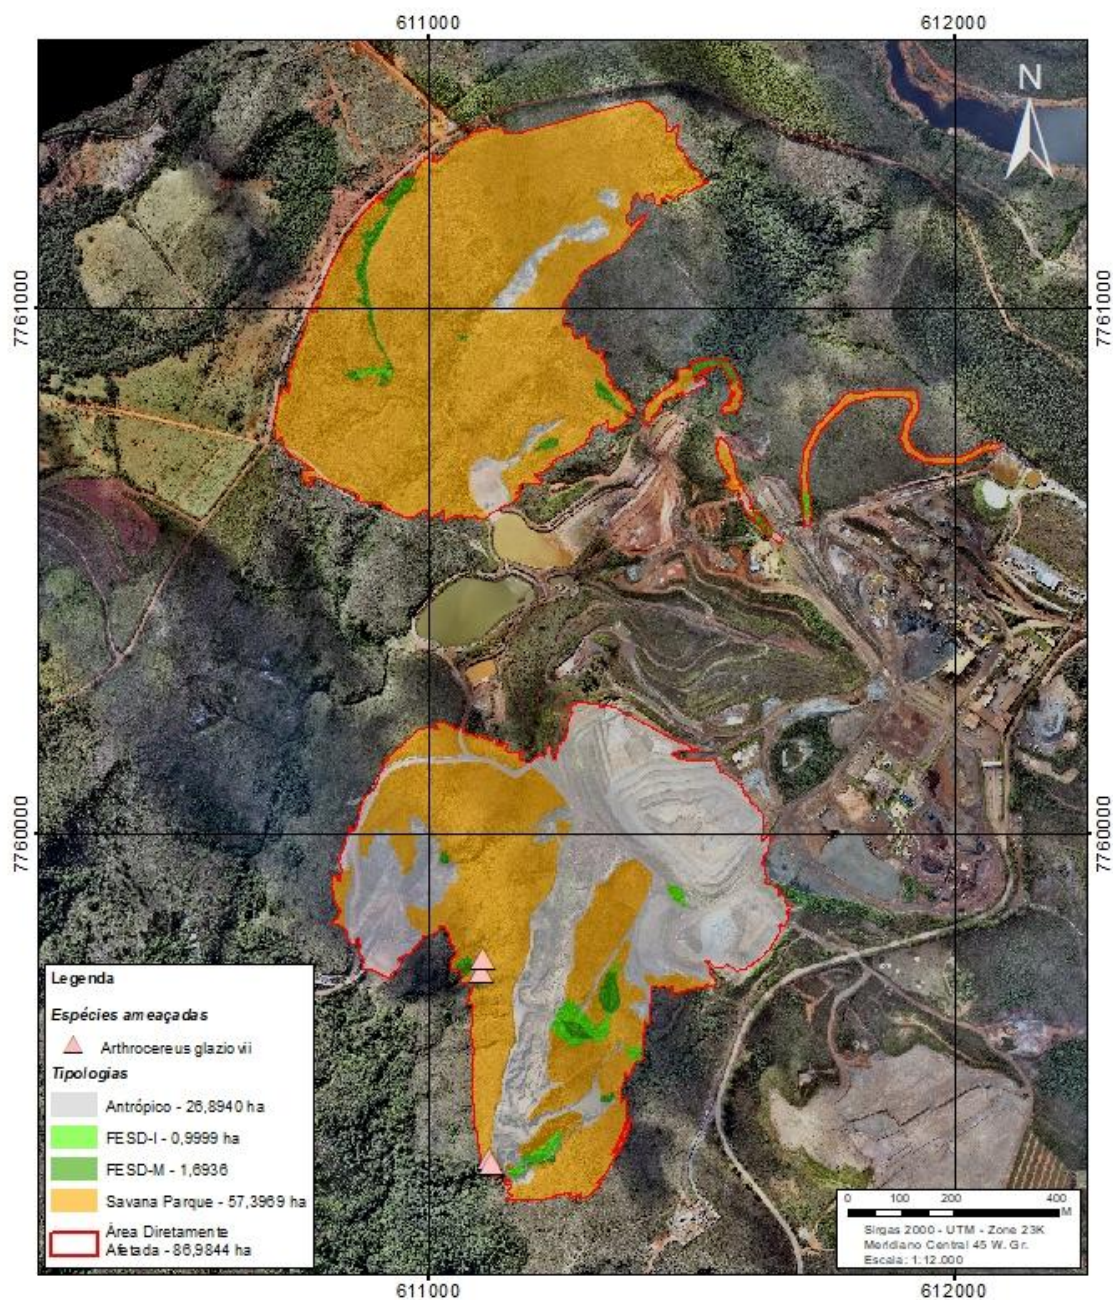 611000
612000
N
7761000
7761000
7760000
7760000
Legenda
Espécies ameaçadas
Arthrocereus glaziovii
Tipologias
Antrópico - 26,8940 ha
FESD-I - 0,9999 ha
FESD-M - 1,6936
Savana Parque - 57,3969 ha
Área Diretamente
Afetada - 86,9844 ha
0 100 200 400
M
Sirgas 2000 - UTM - Zone 23K
Meridiano Central 45 W. Gr.
Escala: 1:12.000
611000
612000